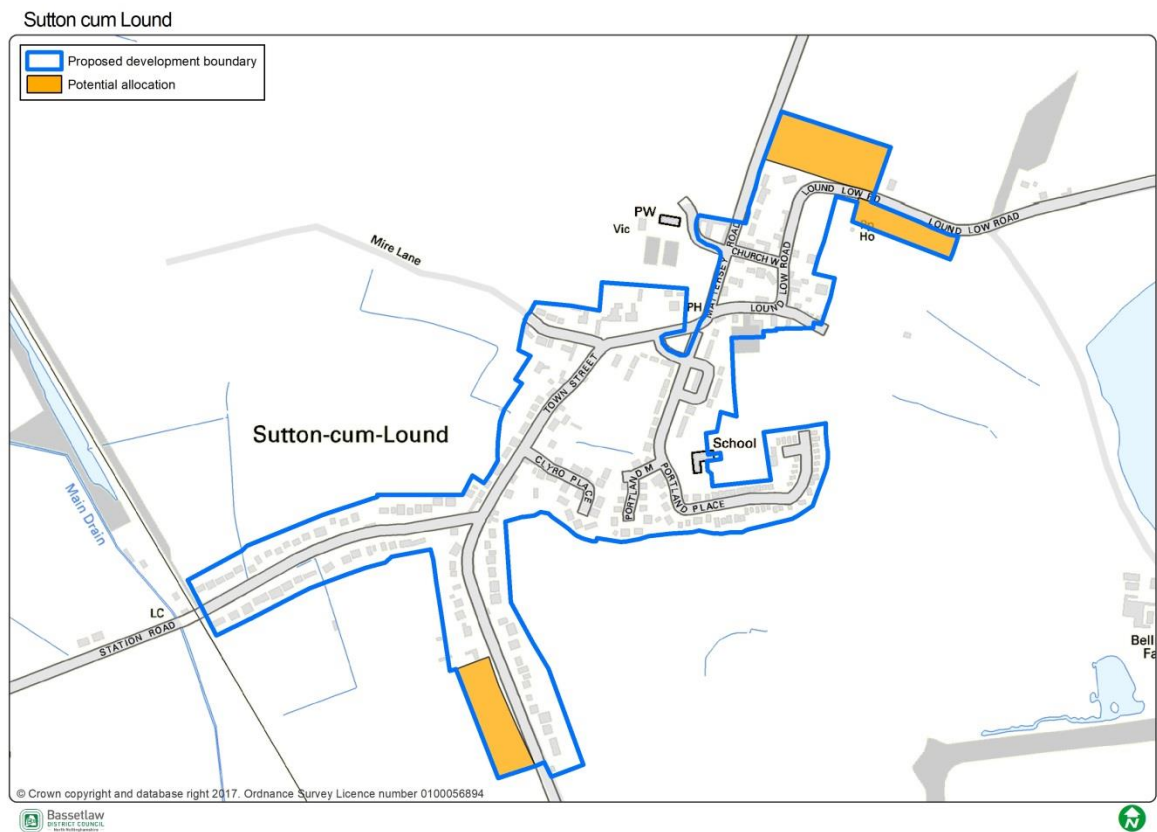 Sutton cum Lound
Proposed development boundary
Potential allocation
LOUND LOW RD
LOUND LOW ROAD
PW
Vic
Ho
Mire Lane
CHURCH W
MATTERSEY ROAD
LOUND LOW ROAD
PH
LOUND
TOWN STREET
Sutton-cum-Lound
School
CLYRO PLACE
PORTLAND M
PORTLAND PLACE
Main Drain
LC
STATION ROAD
Bell
Fa
© Crown copyright and database right 2017. Ordnance Survey Licence number 0100056894
Bassetlaw
DISTRICT COUNCIL
North Nottinghamshire
N